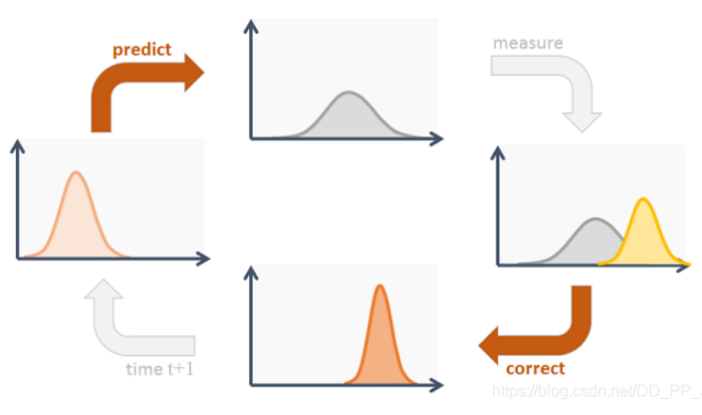 predict
measure
time t+1
correct
https://blog.csdn.net/DD_PP_